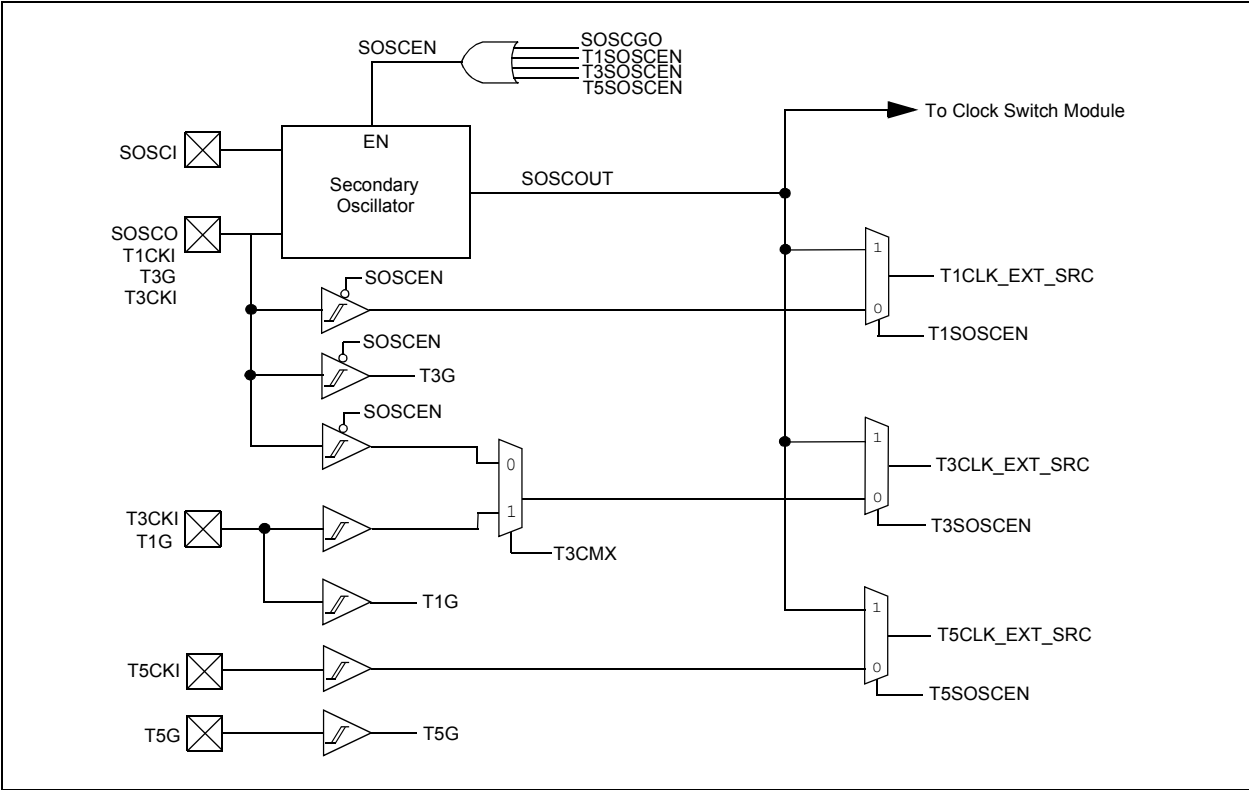 SOSCEN
SOSCGO
T1SOSCEN
T3SOSCEN
T5SOSCEN
To Clock Switch Module
EN
SOSCI
Secondary
Oscillator
SOSCOUT
SOSCO
T1CKI
T3G
T3CKI
SOSCEN
1
T1CLK_EXT_SRC
0
T1SOSCEN
SOSCEN
T3G
SOSCEN
0
1
T3CLK_EXT_SRC
0
T3SOSCEN
T3CKI
T1G
1
T3CMX
T1G
1
T5CLK_EXT_SRC
0
T5SOSCEN
T5CKI
T5G
T5G